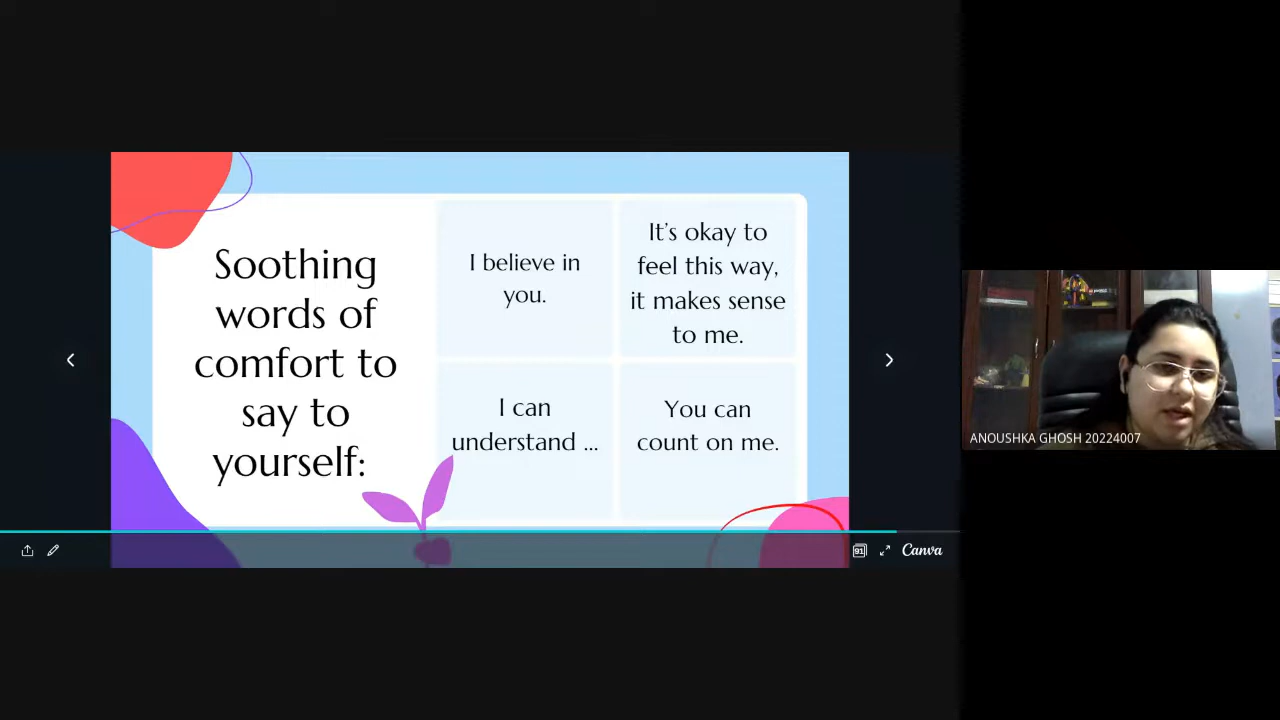 Soothing
words of
comfort to
say to
yourself:
I believe in
you.
It's okay to
feel this way,
it makes sense
to me.
I can
understand ...
You can
count on me.
ANOUSHKA GHOSH 20224007
91
Canva